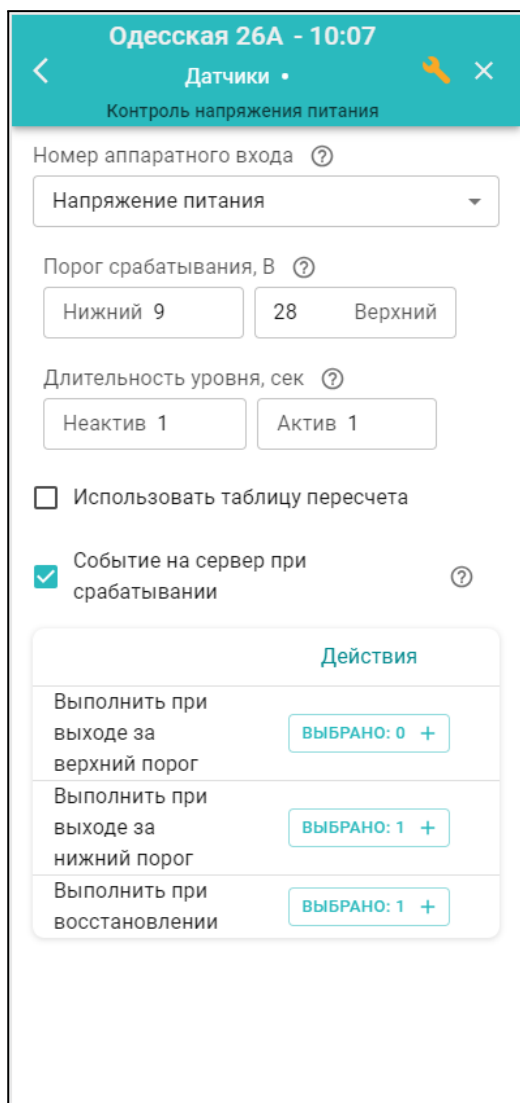 Одесская 26А - 10:07
Датчики •
Контроль напряжения питания
Номер аппаратного входа
Напряжение питания
Порог срабатывания, В
Нижний 9 28 Верхний
Длительность уровня, сек
Неактив 1 Актив 1
Использовать таблицу пересчета
Событие на сервер при
срабатывании
Действия
Выполнить при
выходе за
верхний порог
ВЫБРАНО: 0 +
Выполнить при
выходе за
нижний порог
ВЫБРАНО: 1 +
Выполнить при
восстановлении
ВЫБРАНО: 1 +